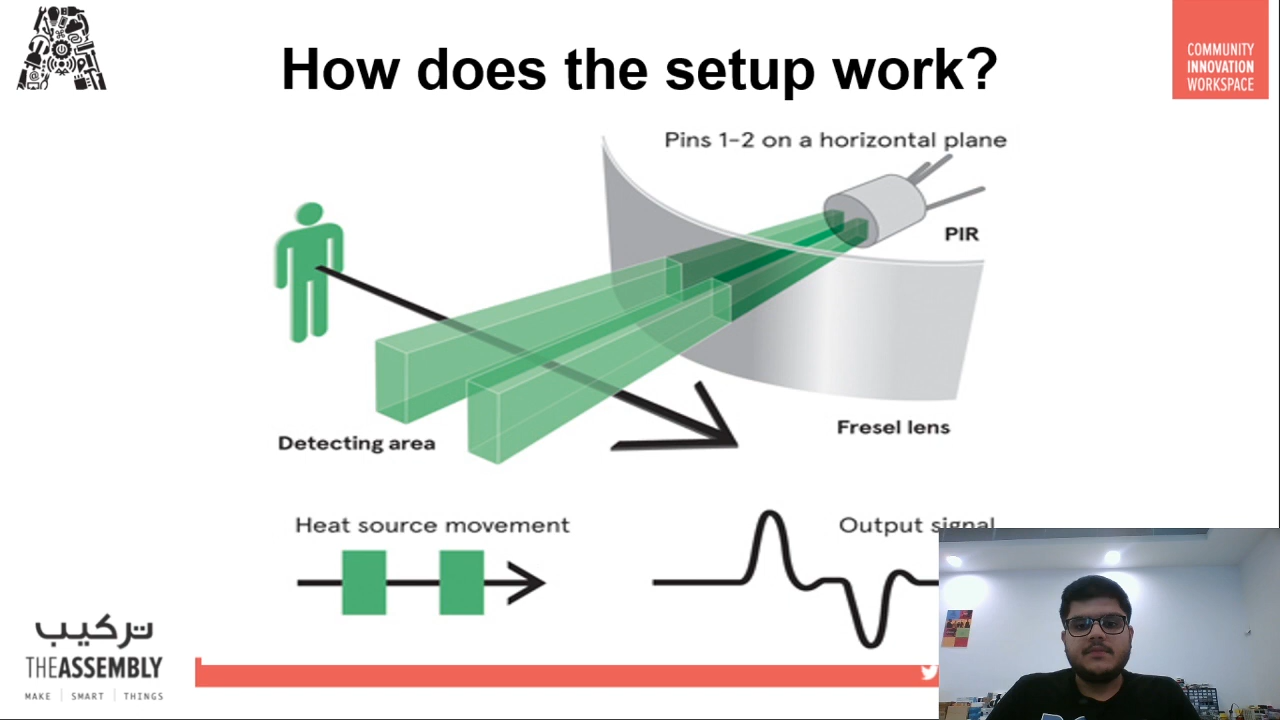 How does the setup work?
COMMUNITY
INNOVATION
WORKSPACE
Pins 1-2 on a horizontal plane
PIR
Detecting area
Fresel lens
Heat source movement
Output signal
تركيب
THEASSEMBLY
MAKE | SMART | THINGS